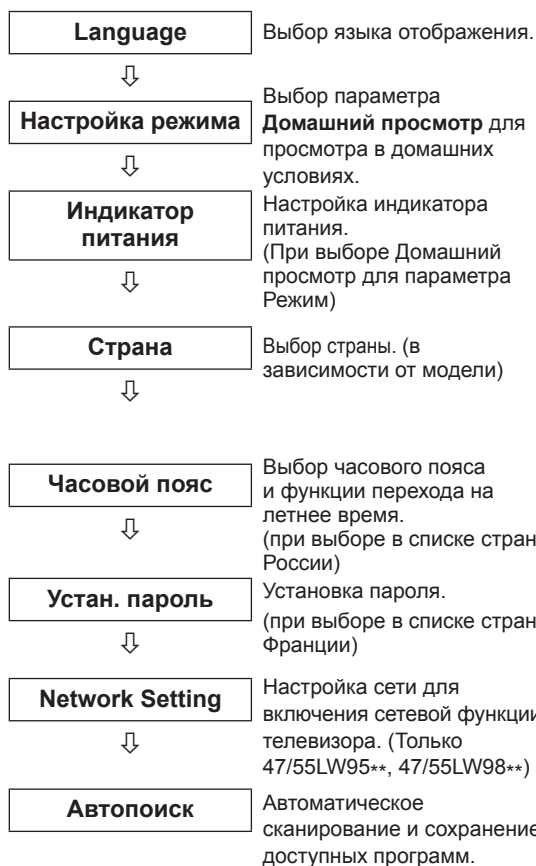 Language
Выбор языка отображения.
Настройка режима
Выбор параметра
Домашний просмотр для
просмотра в домашних
условиях.
Индикатор
питания
Настройка индикатора
питания.
(При выборе Домашний
просмотр для параметра
Режим)
Страна
Выбор страны. (в
зависимости от модели)
Часовой пояс
Выбор часового пояса
и функции перехода на
летнее время.
(при выборе в списке стран
России)
Устан. пароль
Установка пароля.
(при выборе в списке стран
Франции)
Network Setting
Настройка сети для
включения сетевой функции
телевизора. (Только
47/55LW95**, 47/55LW98**)
Автопоиск
Автоматическое
сканирование и сохранение
доступных программ.